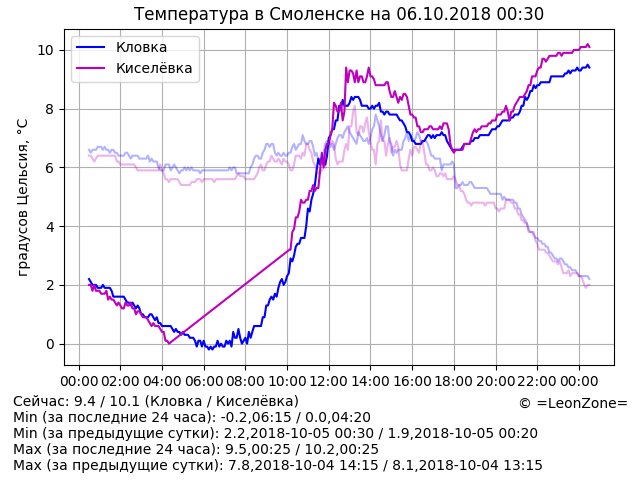 Температура в Смоленске на 06.10.2018 00:30
Кловка
Киселёвка
градусов Цельсия, °C
10
8
6
4
2
0
00:00 02:00 04:00 06:00 08:00 10:00 12:00 14:00 16:00 18:00 20:00 22:00 00:00
Сейчас: 9.4 / 10.1 (Кловка / Киселёвка)
© =LeonZone=
Min (за последние 24 часа): -0.2,06:15 / 0.0,04:20
Min (за предыдущие сутки): 2.2,2018-10-05 00:30 / 1.9,2018-10-05 00:20
Max (за последние 24 часа): 9.5,00:25 / 10.2,00:25
Max (за предыдущие сутки): 7.8,2018-10-04 14:15 / 8.1,2018-10-04 13:15